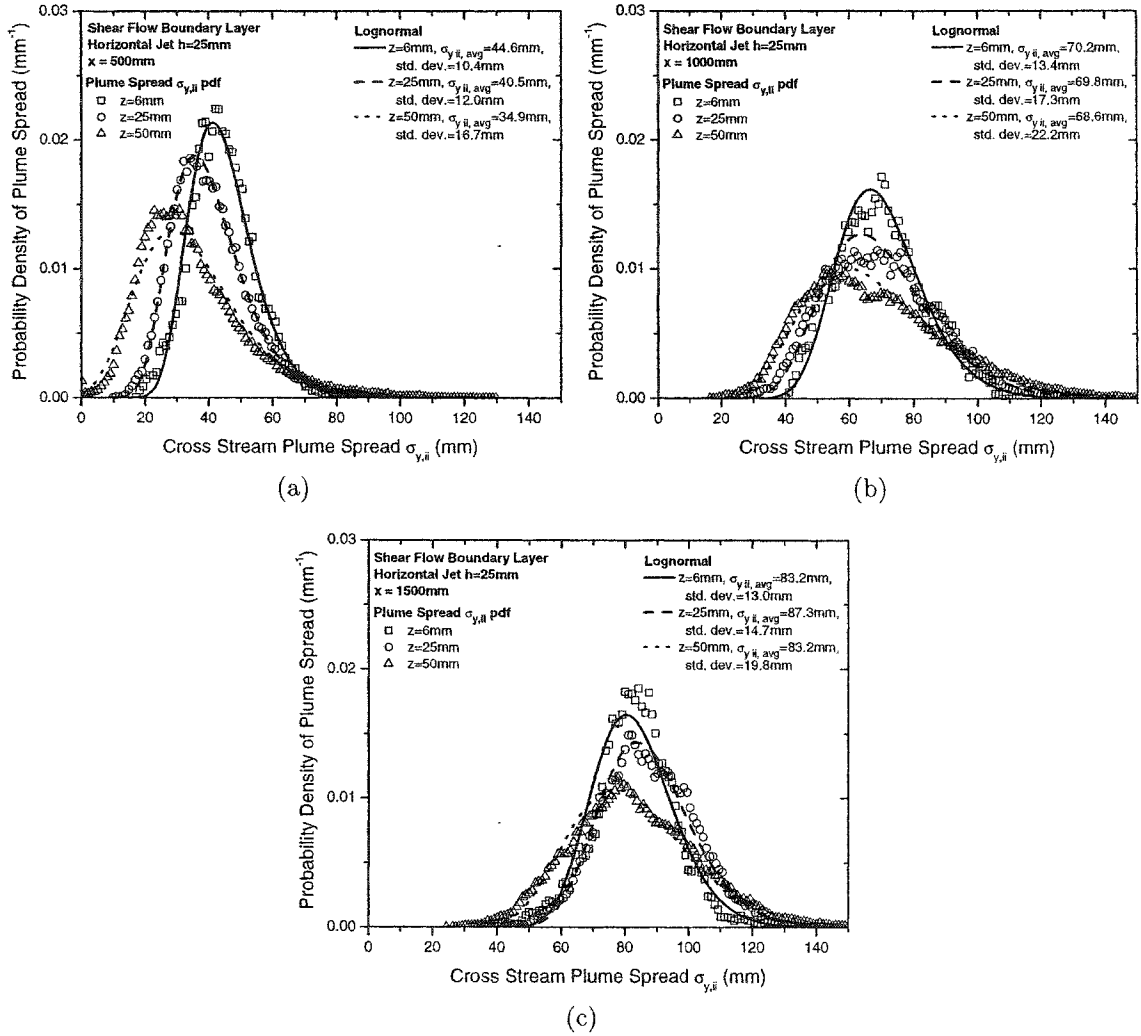 Shear Flow Boundary Layer
Horizontal Jet h=25mm
x = 500mm
Plume Spread σy,ii pdf
z=6mm
z=25mm
z=50mm
Lognormal
z=6mm, σy ii, avg=44.6mm,
std. dev.=10.4mm
z=25mm, σy ii, avg=40.5mm,
std. dev.=12.0mm
z=50mm, σy ii, avg=34.9mm,
std. dev.=16.7mm
0.03
0.02
0.01
0.00
0 20 40 60 80 100 120 140
Probability Density of Plume Spread (mm-1)
Cross Stream Plume Spread σy,ii (mm)
(a)
Shear Flow Boundary Layer
Horizontal Jet h=25mm
x = 1000mm
Plume Spread σy,ii pdf
z=6mm
z=25mm
z=50mm
Lognormal
z=6mm, σy ii, avg=70.2mm,
std. dev.=13.4mm
z=25mm, σy ii, avg=69.8mm,
std. dev.=17.3mm
z=50mm, σy ii, avg=68.6mm,
std. dev.=22.2mm
0.03
0.02
0.01
0.00
0 20 40 60 80 100 120 140
Probability Density of Plume Spread (mm-1)
Cross Stream Plume Spread σy,ii (mm)
(b)
Shear Flow Boundary Layer
Horizontal Jet h=25mm
x = 1500mm
Plume Spread σy,ii pdf
z=6mm
z=25mm
z=50mm
Lognormal
z=6mm, σy ii, avg=83.2mm,
std. dev.=13.0mm
z=25mm, σy ii, avg=87.3mm,
std. dev.=14.7mm
z=50mm, σy ii, avg=83.2mm,
std. dev.=19.8mm
0.03
0.02
0.01
0.00
0 20 40 60 80 100 120 140
Probability Density of Plume Spread (mm-1)
Cross Stream Plume Spread σy,ii (mm)
(c)